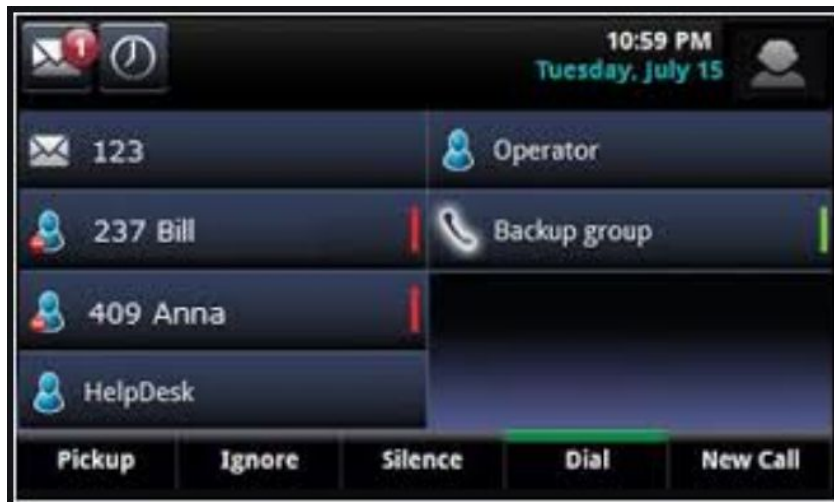 1
10:59 PM
Tuesday, July 15
123
Operator
237 Bill
Backup group
409 Anna
HelpDesk
Pickup Ignore Silence Dial New Call